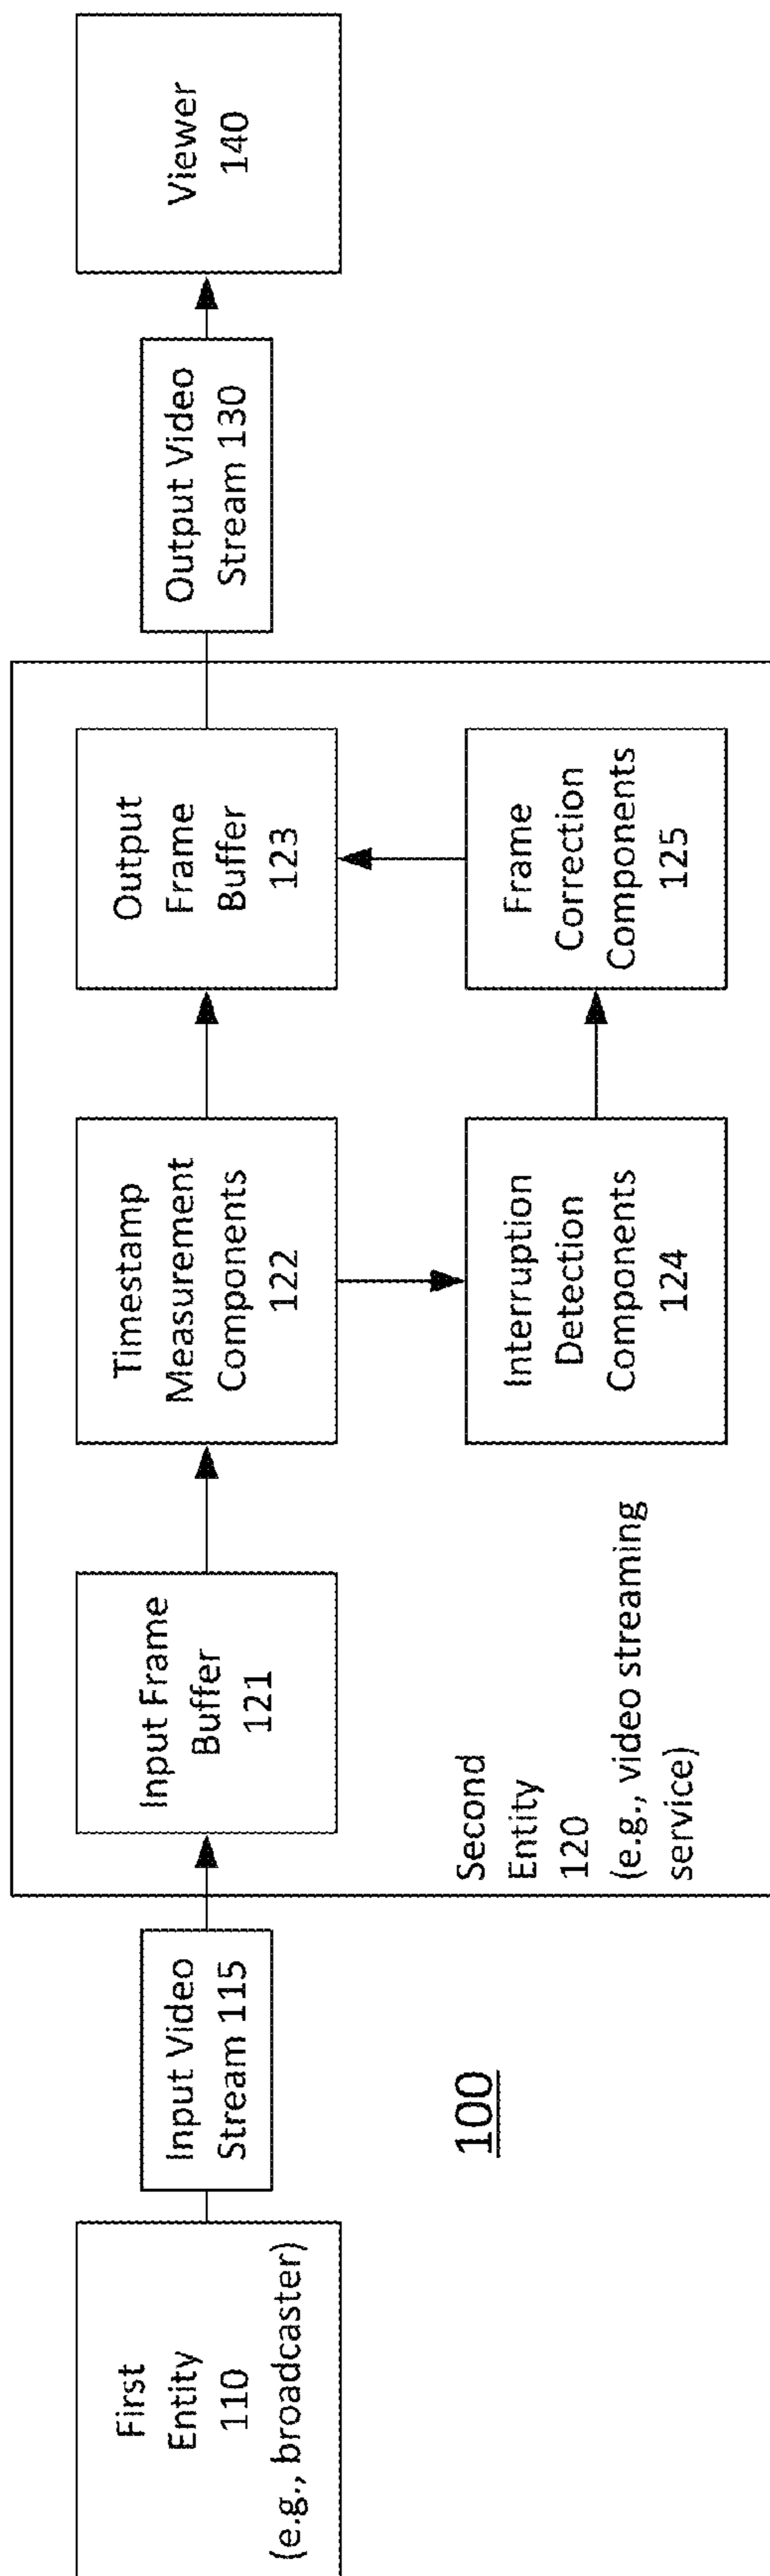 First
Entity
110
(e.g., broadcaster)
Input Video
Stream 115
Input Frame
Buffer
121
Timestamp
Measurement
Components
122
Output
Frame
Buffer
123
Output Video
Stream 130
Viewer
140
Second
Entity
120
(e.g., video streaming
service)
Interruption
Detection
Components
124
Frame
Correction
Components
125
100